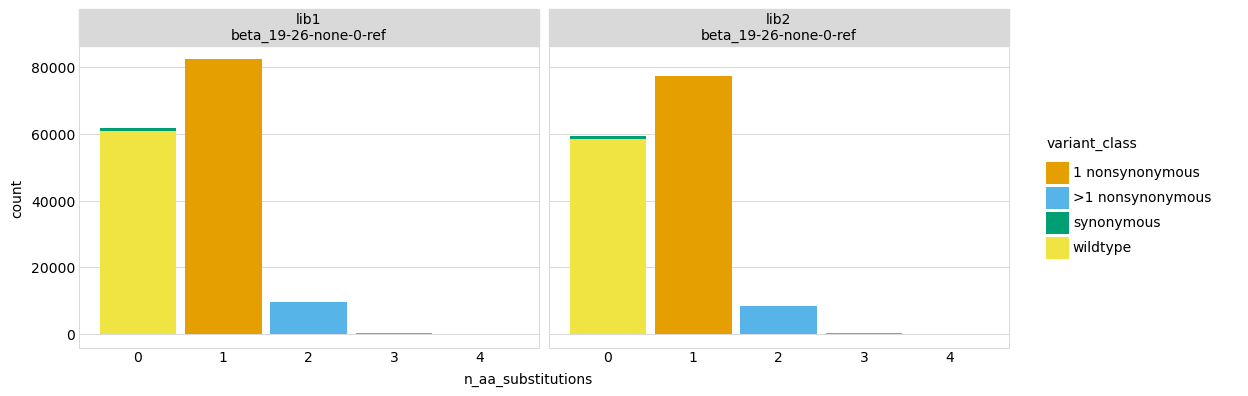 lib1
beta_19-26-none-0-ref
lib2
beta_19-26-none-0-ref
80000
60000
40000
20000
0
count
0 1 2 3 4
0 1 2 3 4
n_aa_substitutions
variant_class
1 nonsynonymous
>1 nonsynonymous
synonymous
wildtype